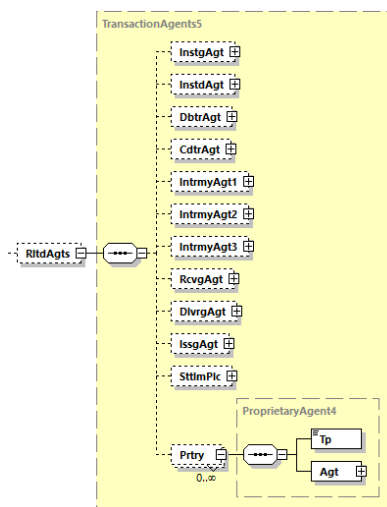 TransactionAgents5
InstgAgt
InstdAgt
DbtrAgt
CdtrAgt
IntrmyAgt1
IntrmyAgt2
IntrmyAgt3
RltdAgts
RcvgAgt
DlvrgAgt
IssgAgt
SttlmPlc
ProprietaryAgent4
Tp
Prtry
0..∞
Agt